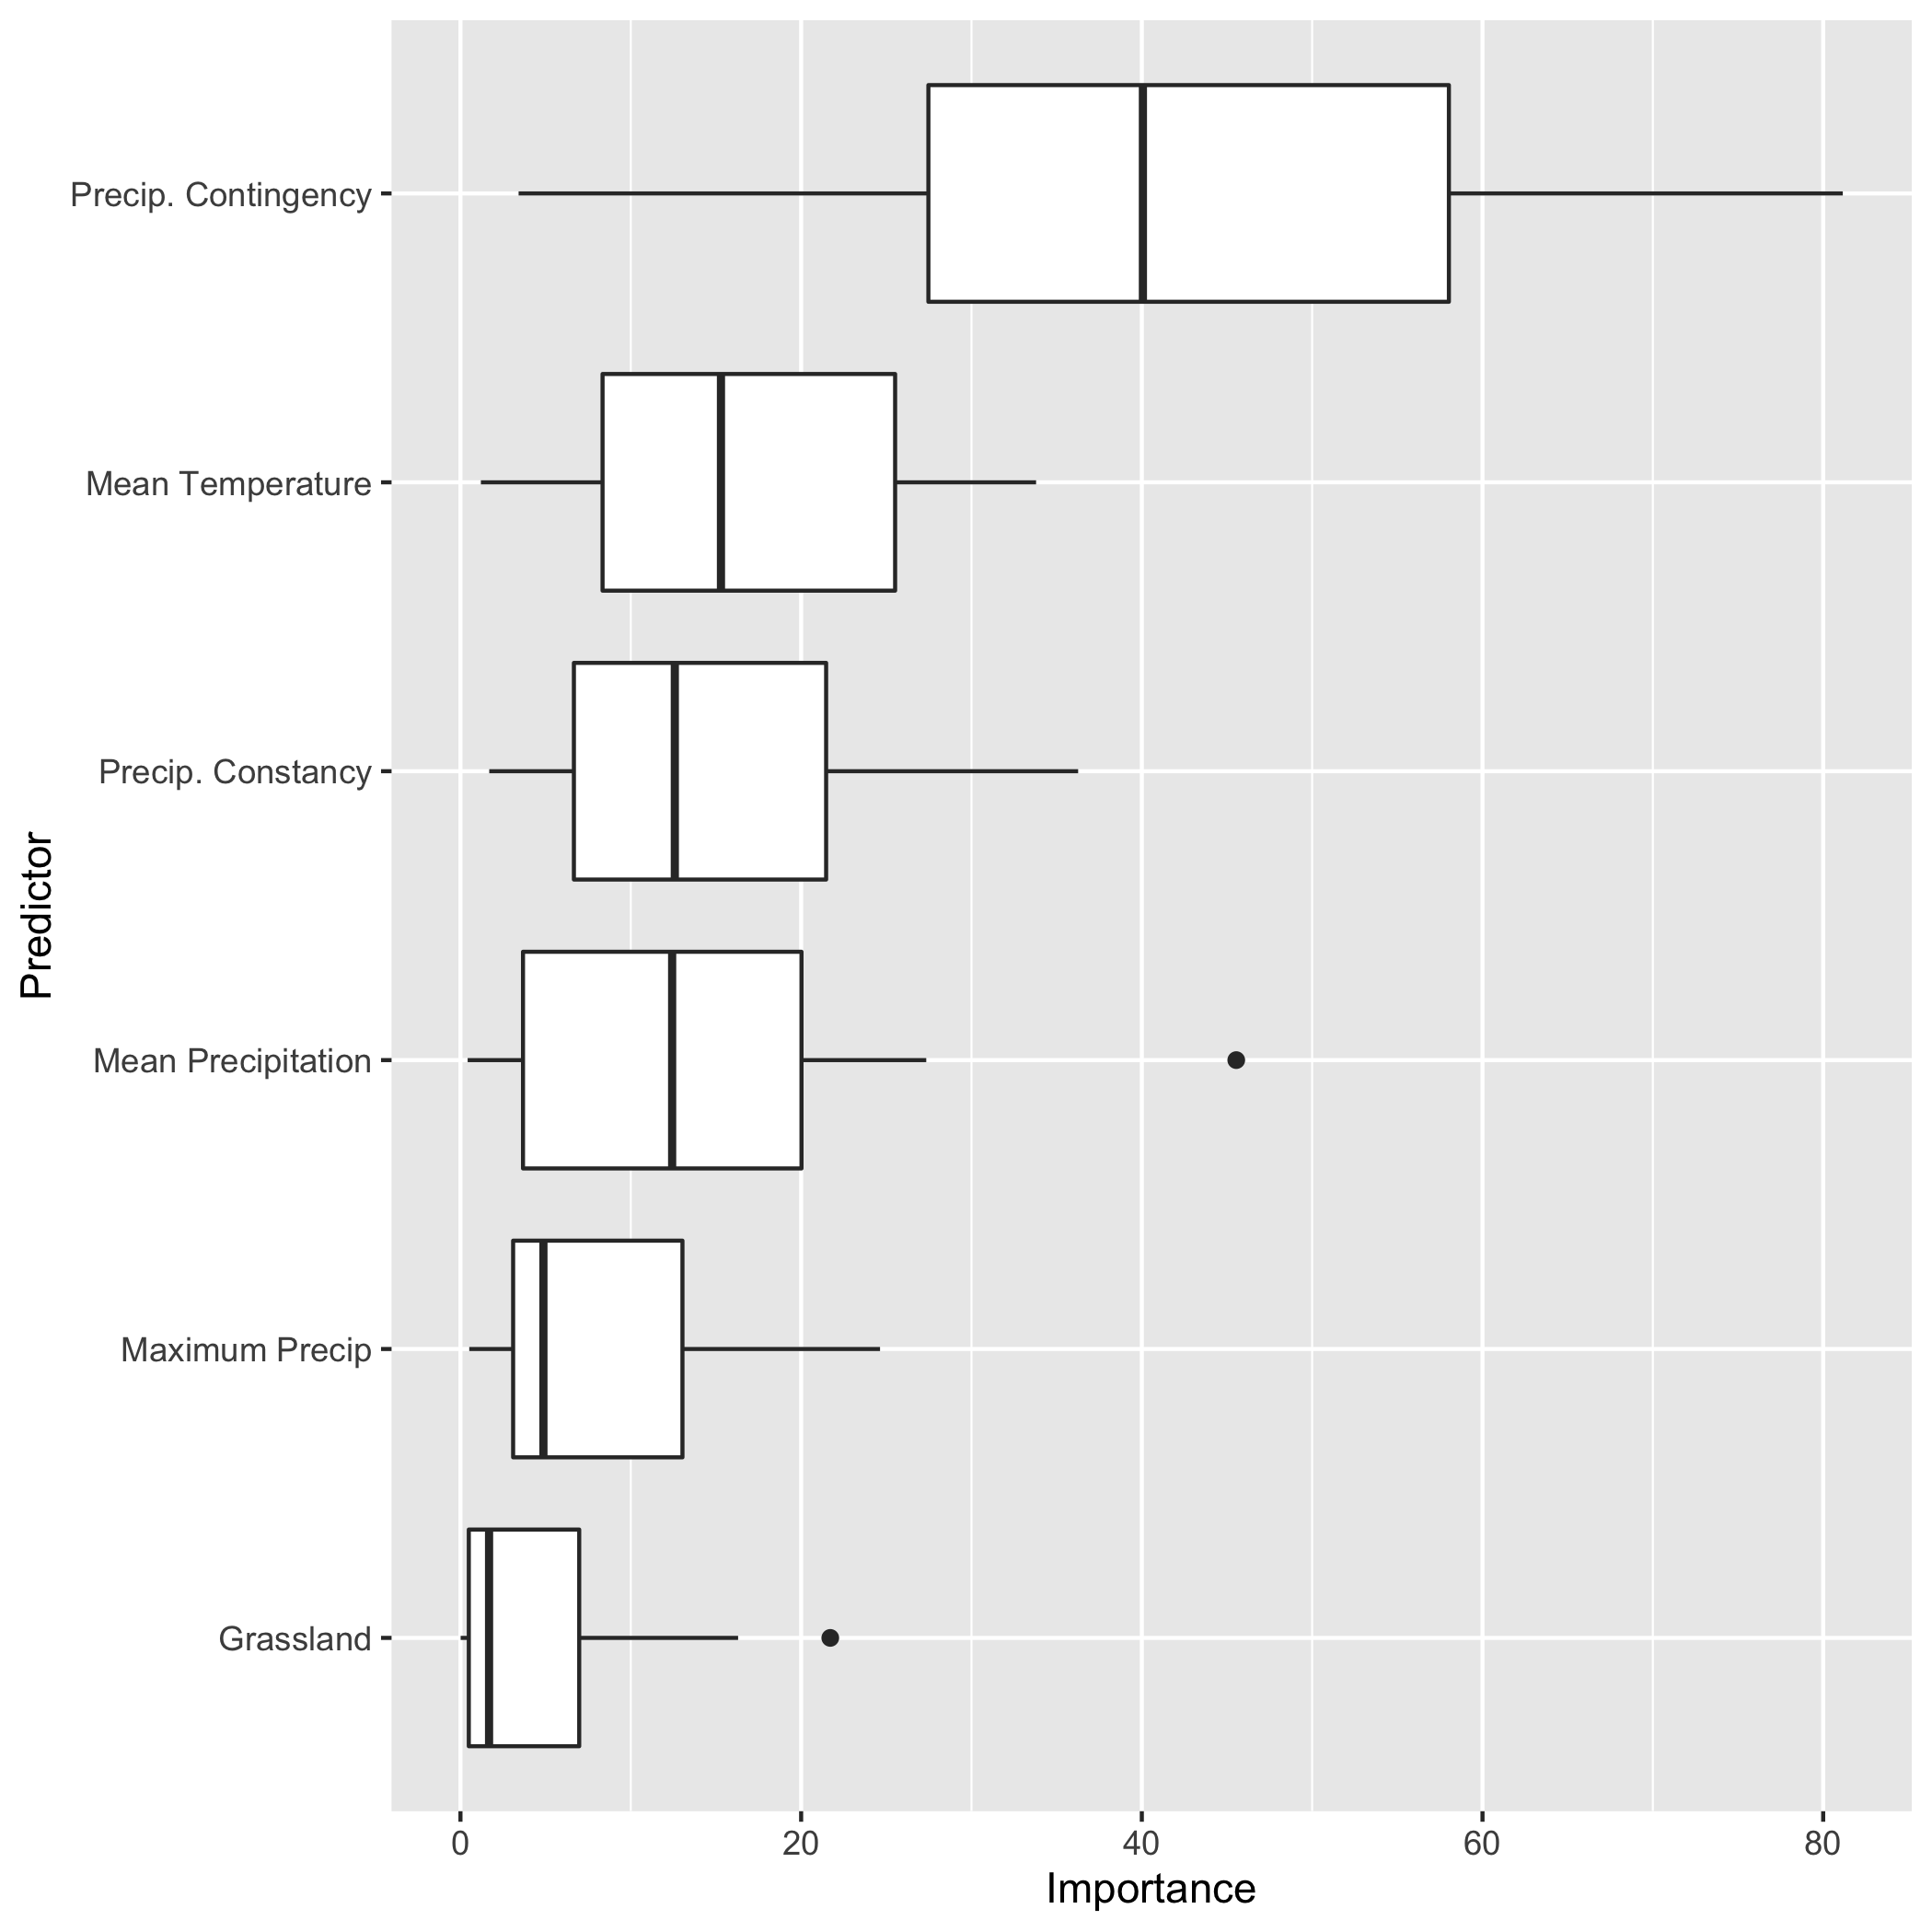 Precip. Contingency
Mean Temperature
Precip. Constancy
Mean Precipitation
Maximum Precip
Grassland
Predictor
0 20 40 60 80
Importance